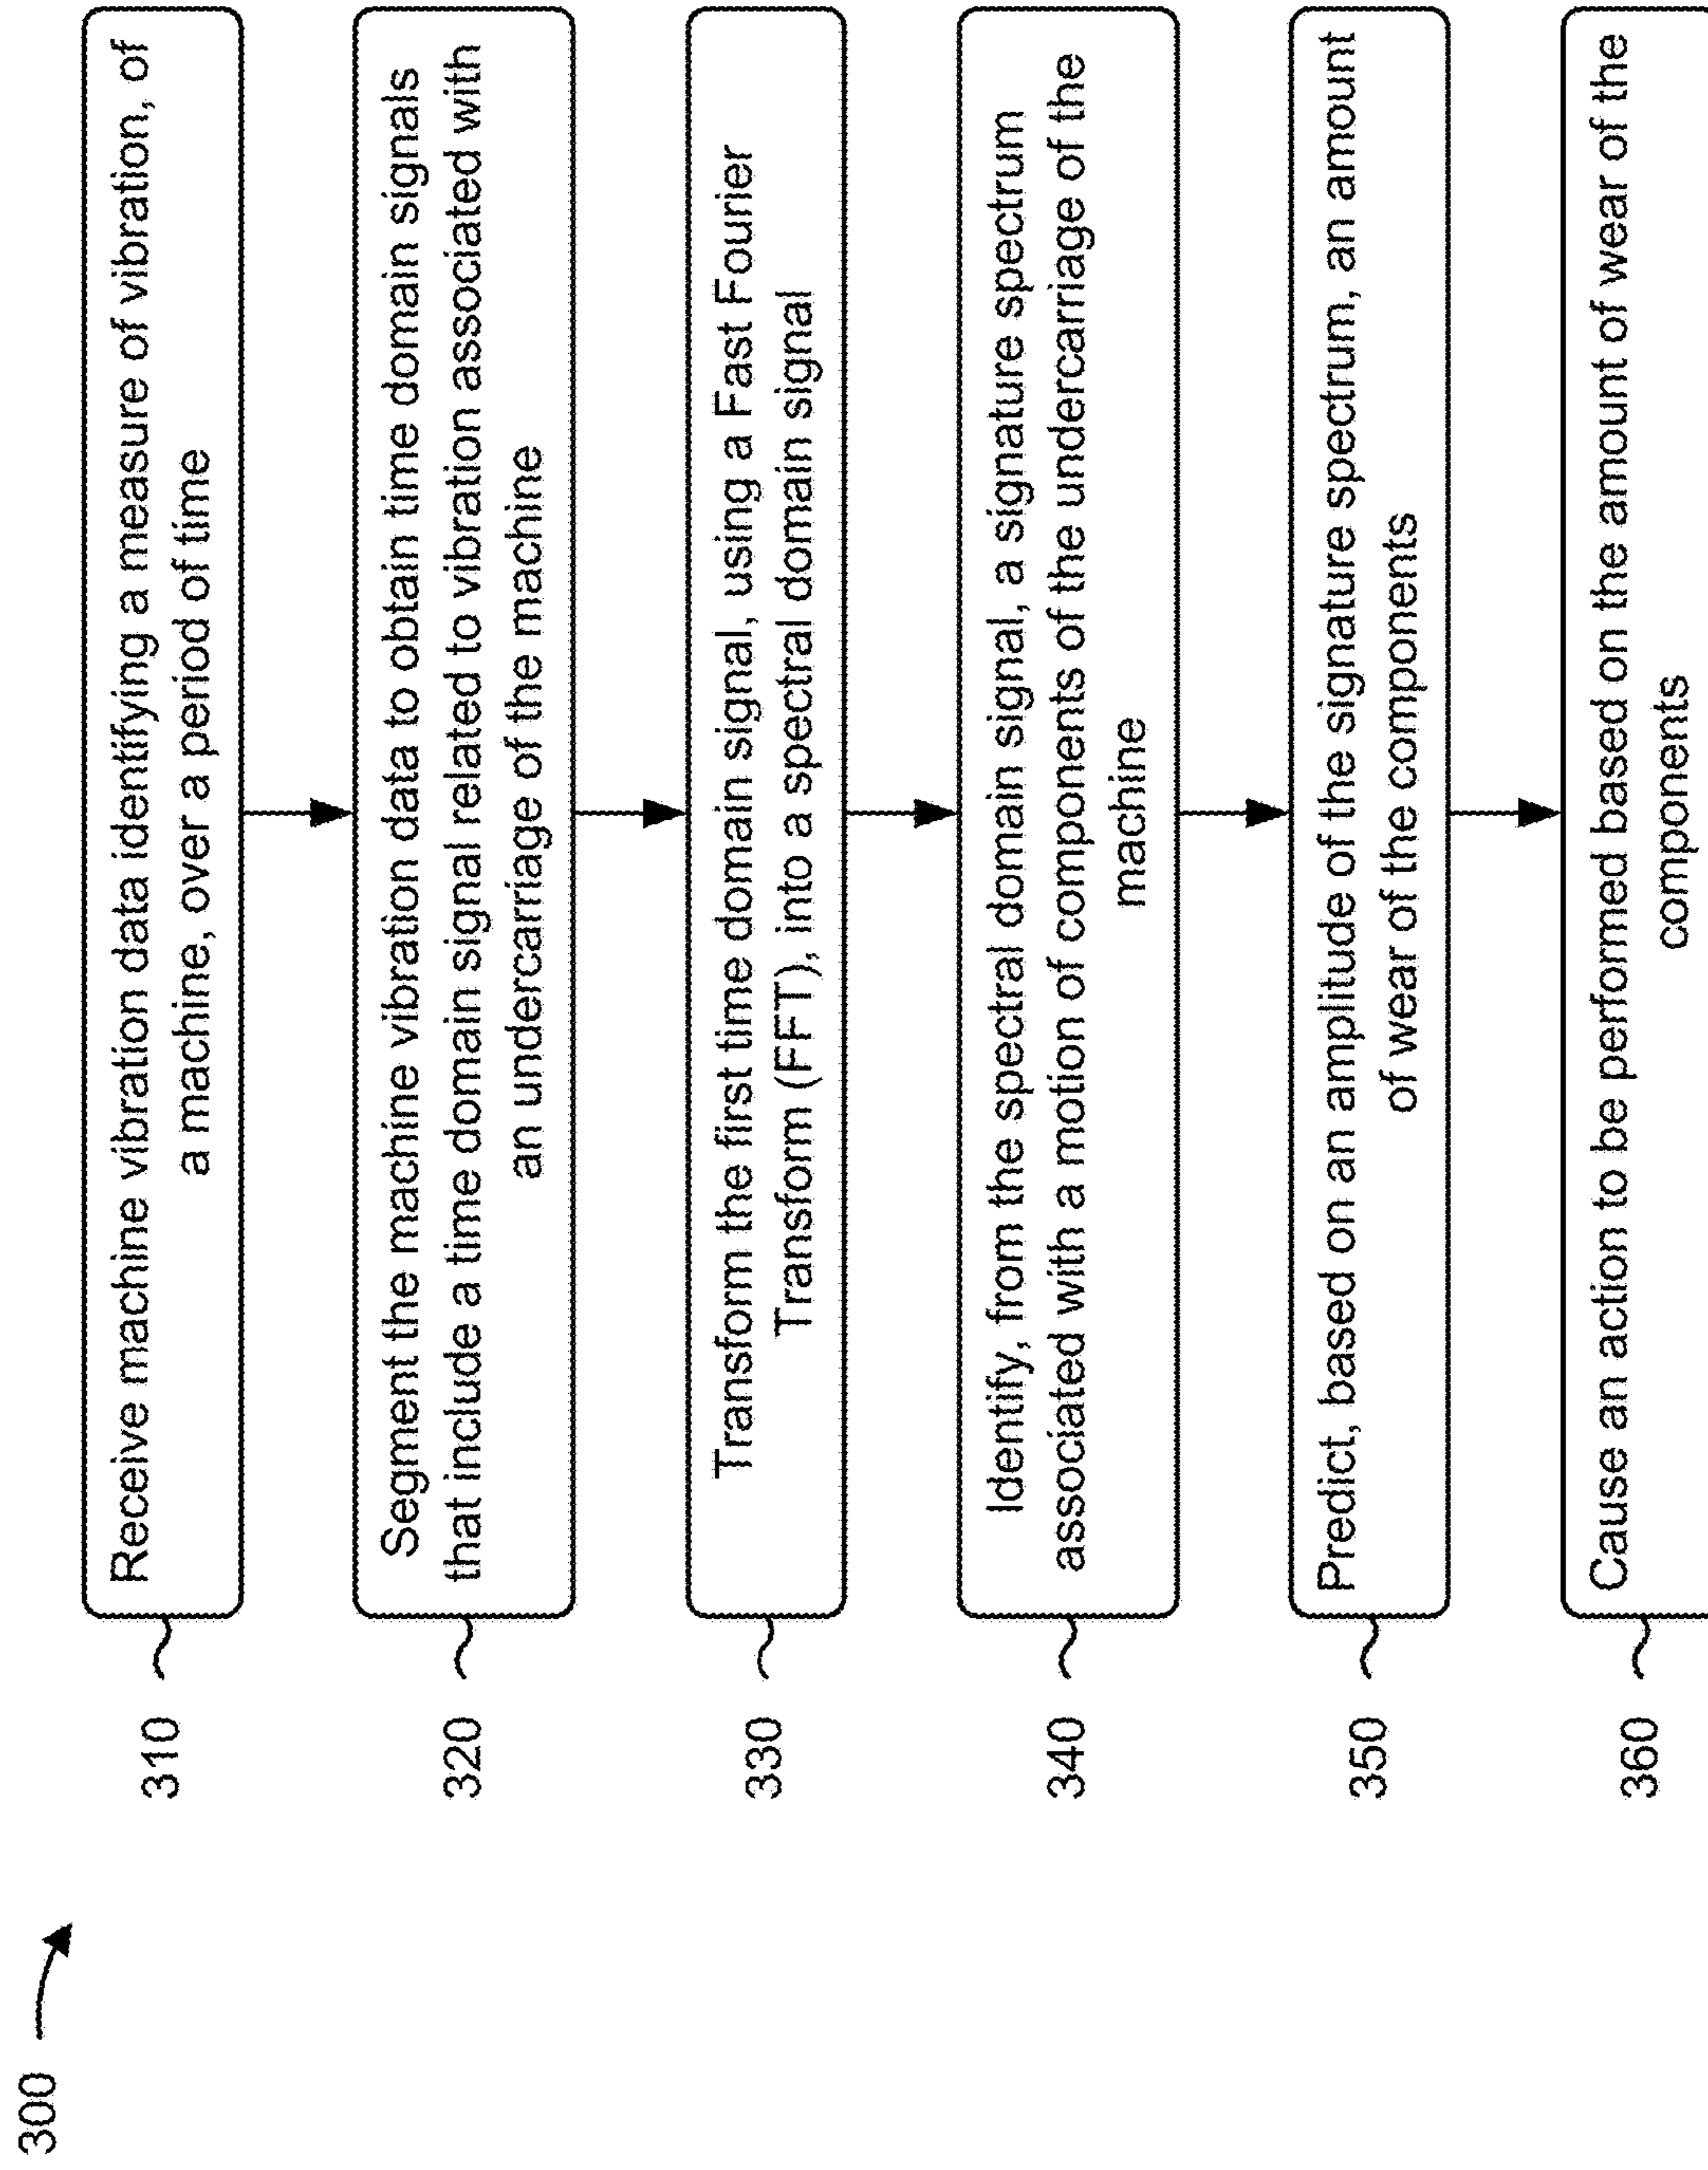 300
310
Receive machine vibration data identifying a measure of vibration, of
a machine, over a period of time
320
Segment the machine vibration data to obtain time domain signals
that include a time domain signal related to vibration associated with
an undercarriage of the machine
330
Transform the first time domain signal, using a Fast Fourier
Transform (FFT), into a spectral domain signal
340
Identify, from the spectral domain signal, a signature spectrum
associated with a motion of components of the undercarriage of the
machine
350
Predict, based on an amplitude of the signature spectrum, an amount
of wear of the components
360
Cause an action to be performed based on the amount of wear of the
components